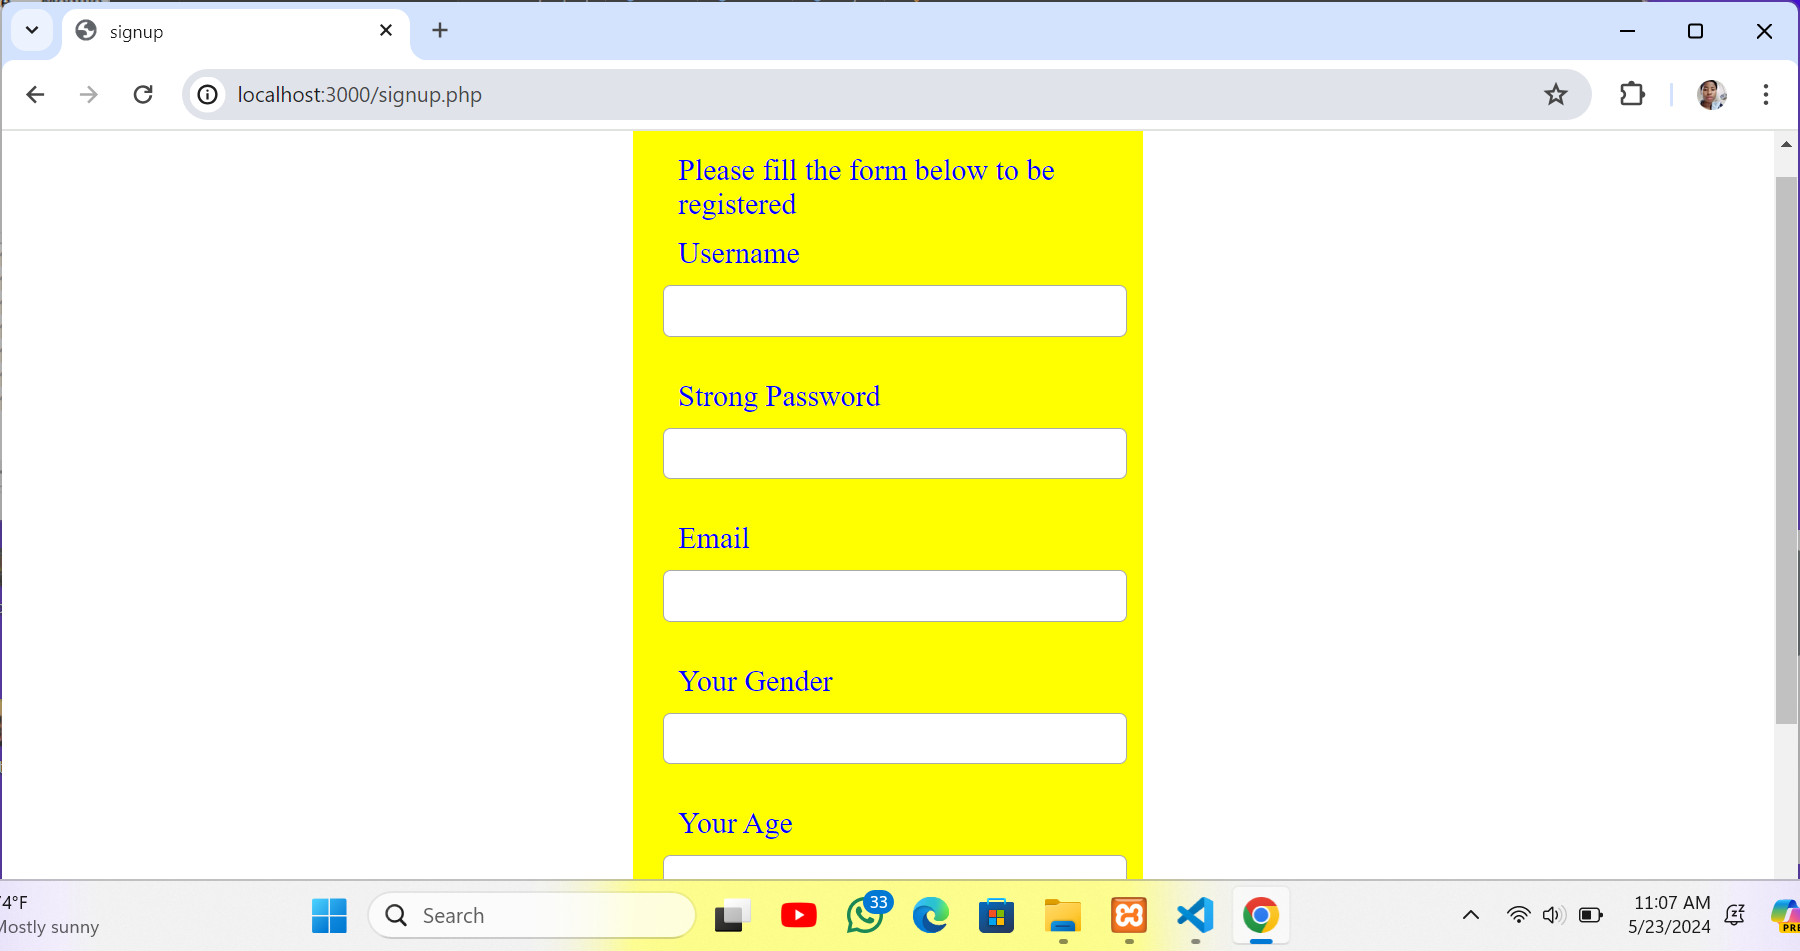 signup
localhost:3000/signup.php
Please fill the form below to be
registered
Username
Strong Password
Email
Your Gender
Your Age
4°F
Mostly sunny
Search
33
11:07 AM
5/23/2024
PRE